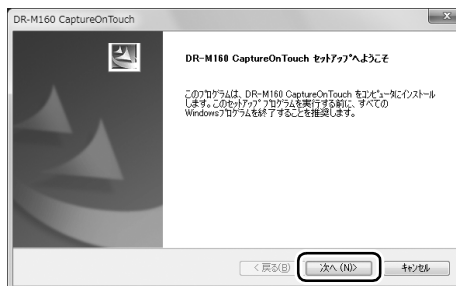 DR-M160 CaptureOnTouch
DR-M160 CaptureOnTouch セットアップへようこそ
このプログラムは、DR-M160 CaptureOnTouch をコンピュータにインストール
します。このセットアップ プログラムを実行する前に、すべての
Windowsプログラムを終了することを推奨します。
< 戻る(B)
次へ (N)>
キャンセル